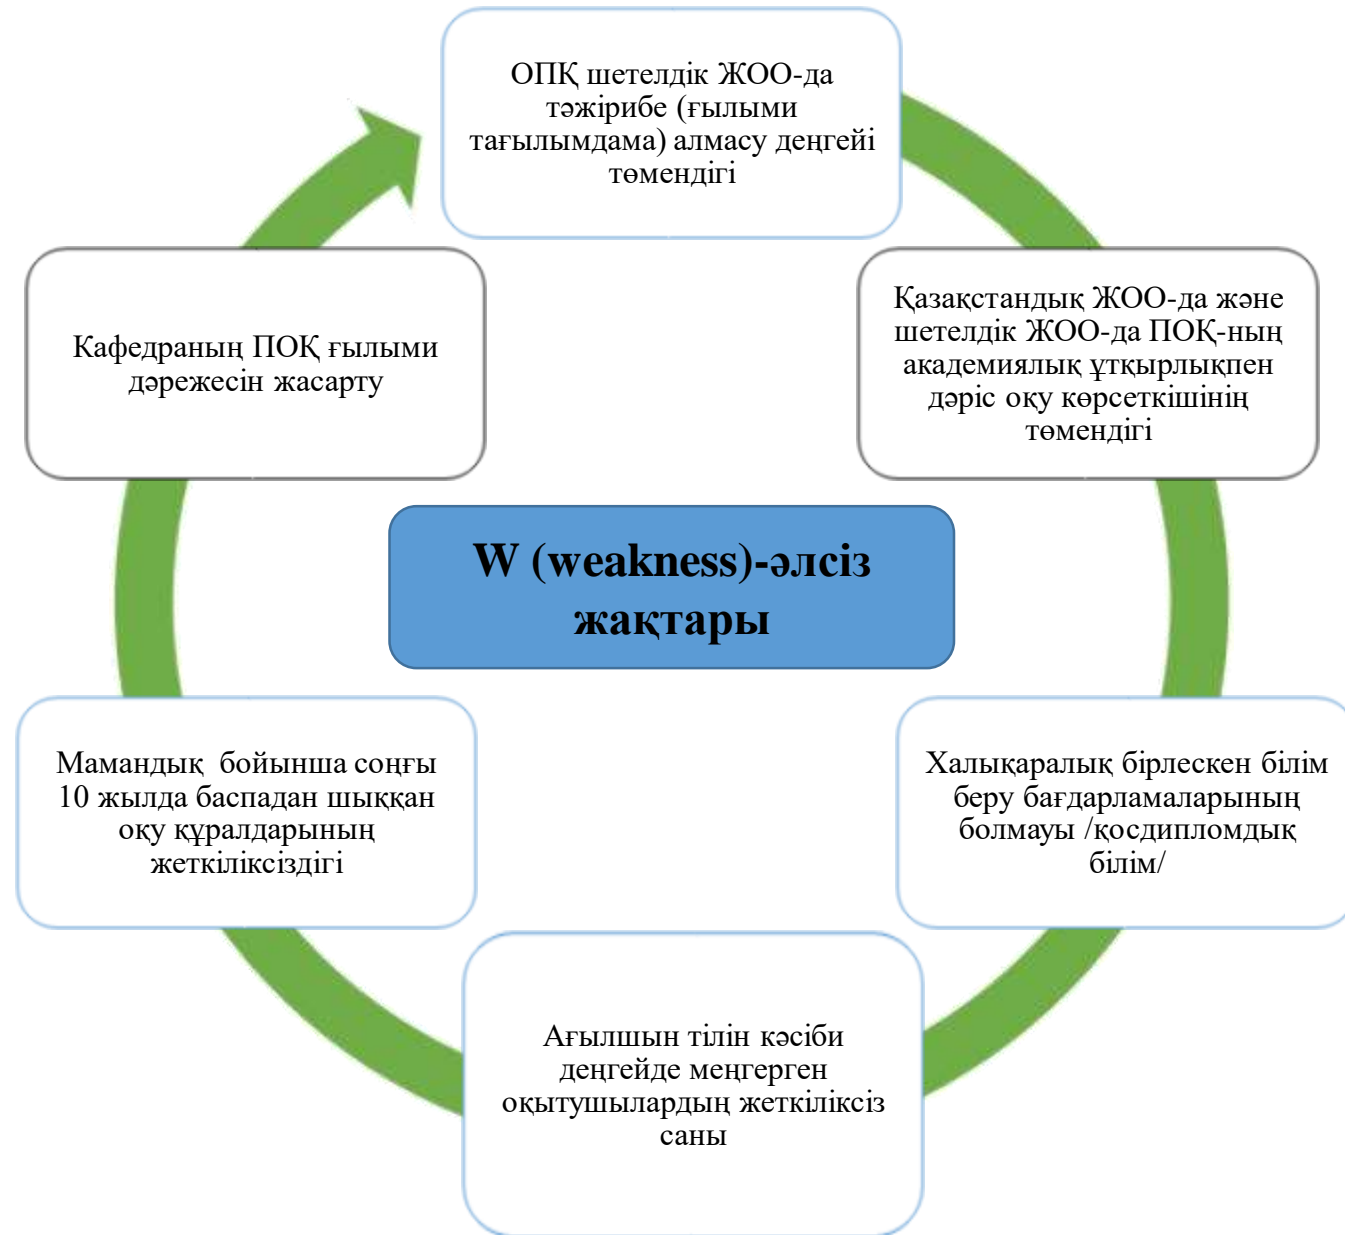 ОПҚ шетелдік ЖОО-да
тәжірибе (ғылыми
тағылымдама) алмасу деңгейі
төмендігі
Қазақстандық ЖОО-да және
шетелдік ЖОО-да ПОҚ-ның
академиялық ұтқырлықпен
дәріс оқу көрсеткішінің
төмендігі
Халықаралық бірлескен білім
беру бағдарламаларының
болмауы /қосдипломдық
білім/
Ағылшын тілін кәсіби
деңгейде меңгерген
оқытушылардың жеткіліксіз
саны
Мамандық  бойынша соңғы
10 жылда баспадан шыққан
оқу құралдарының
жеткіліксіздігі
Кафедраның ПОҚ ғылыми
дәрежесін жасарту
W (weakness)-әлсіз
жақтары